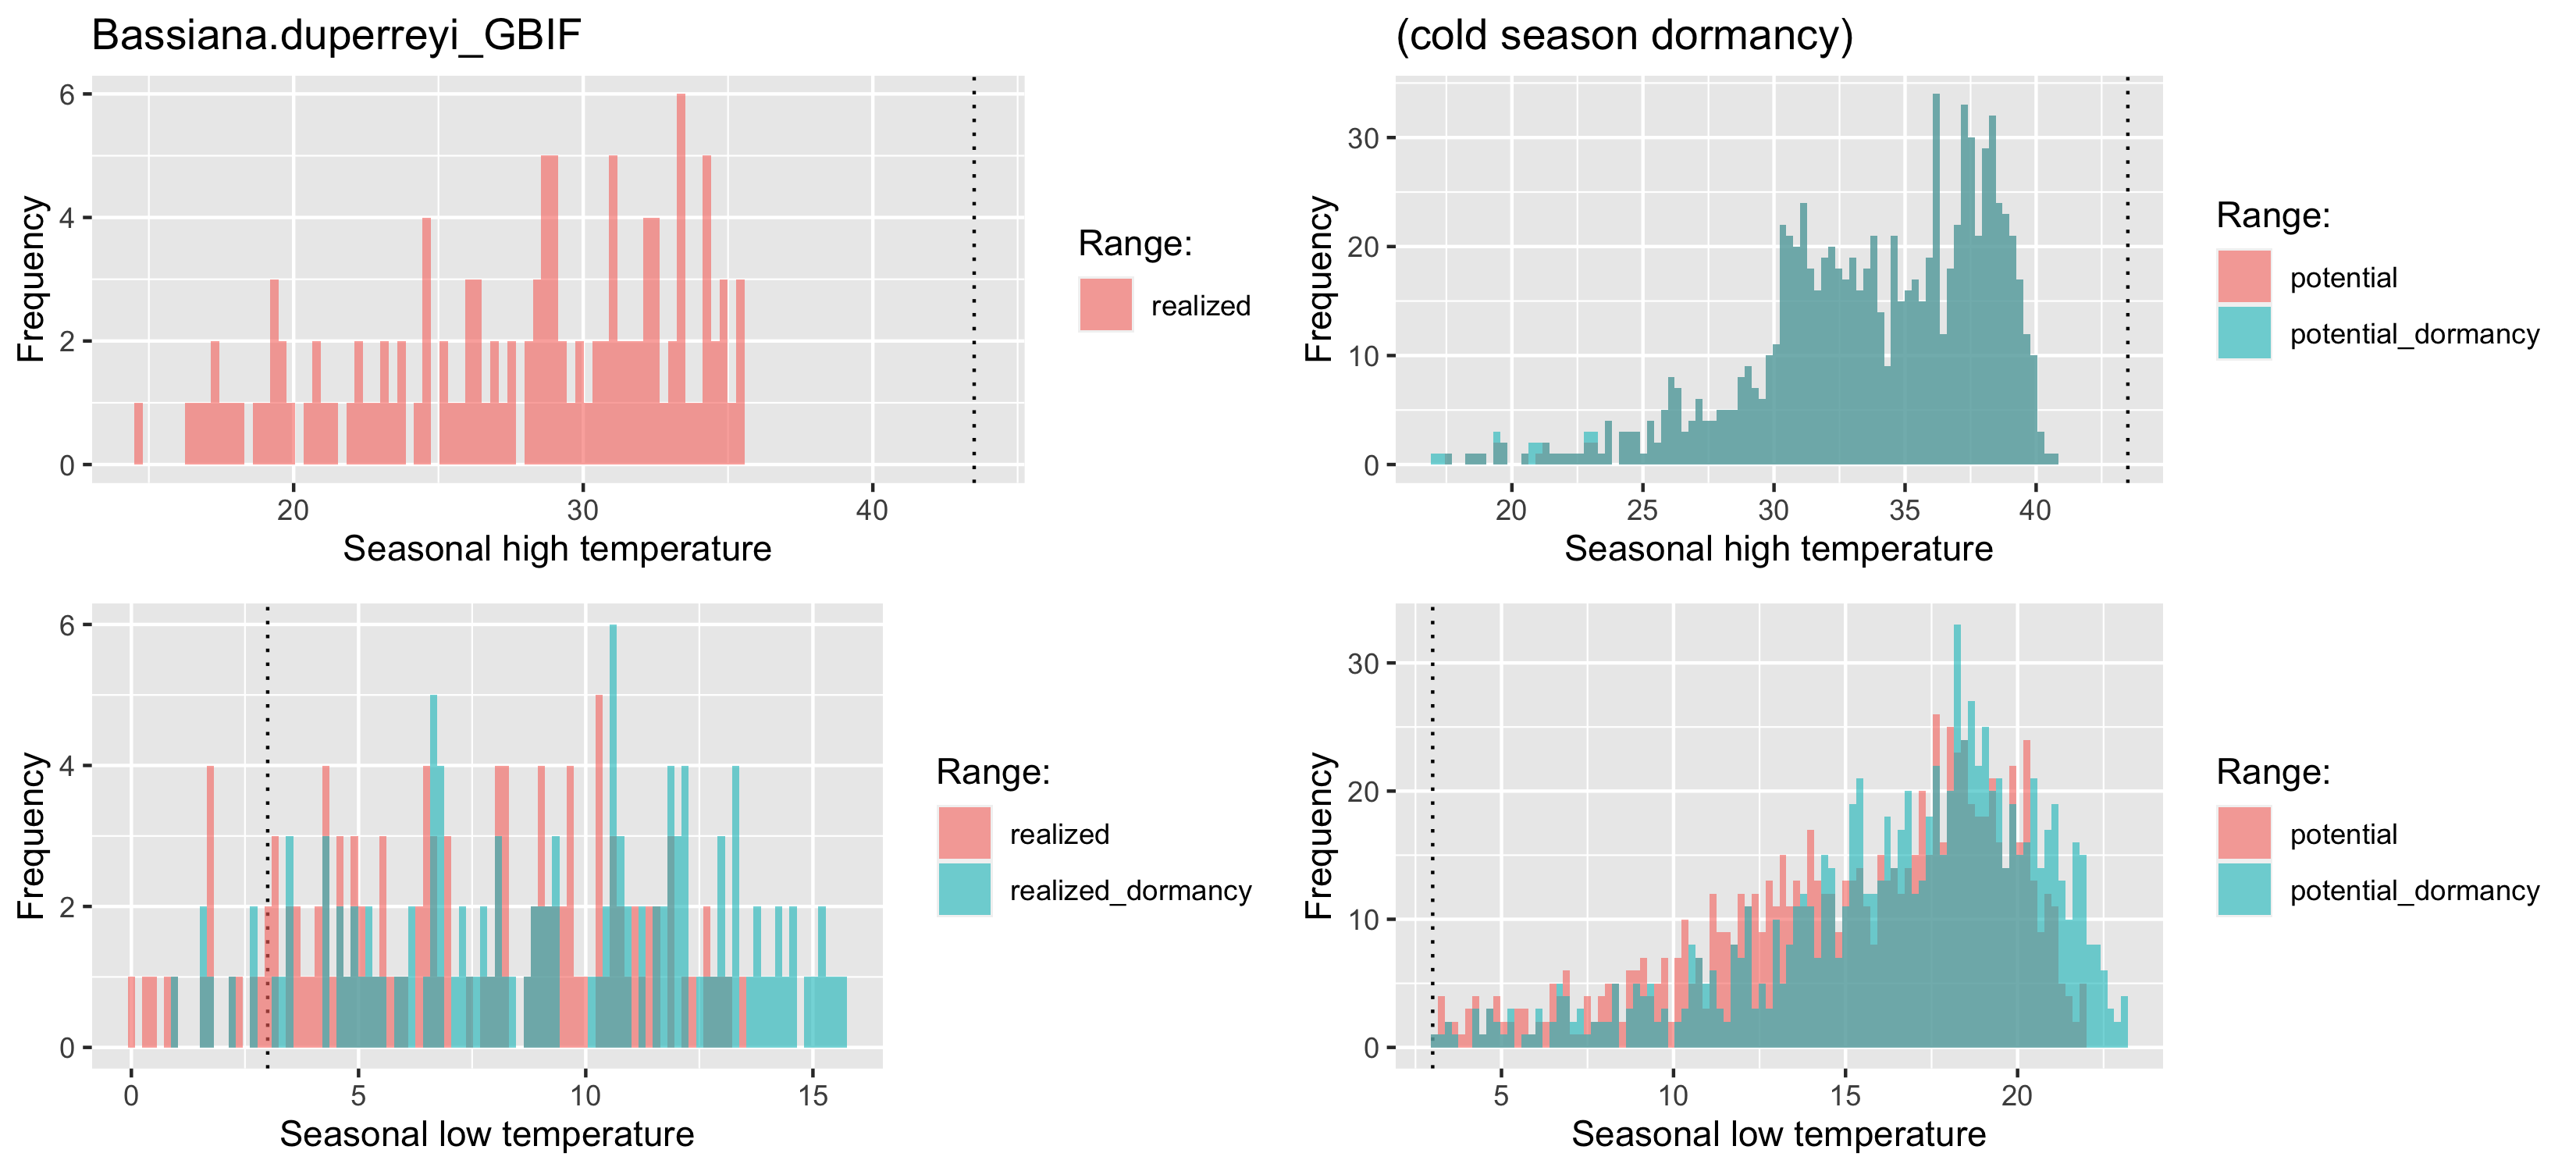 Bassiana.duperreyi_GBIF
6
4
2
0
Frequency
20 30 40
Seasonal high temperature
Range:
realized
(cold season dormancy)
30
20
10
0
Frequency
20 25 30 35 40
Seasonal high temperature
Range:
potential
potential_dormancy
6
4
2
0
Frequency
0 5 10 15
Seasonal low temperature
Range:
realized
realized_dormancy
30
20
10
0
Frequency
5 10 15 20
Seasonal low temperature
Range:
potential
potential_dormancy